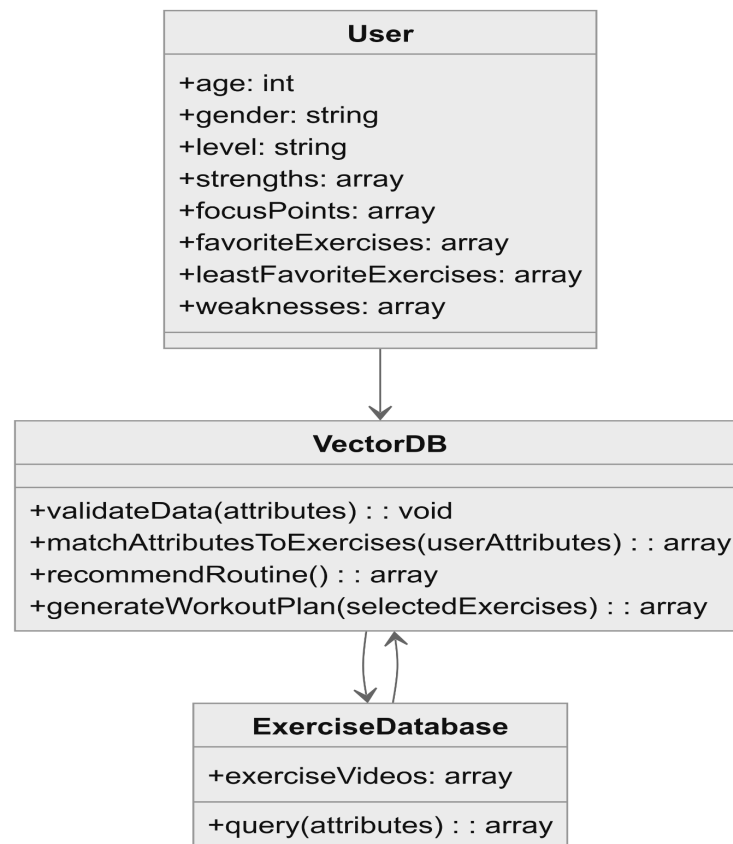 User
+age: int
+gender: string
+level: string
+strengths: array
+focusPoints: array
+favoriteExercises: array
+leastFavoriteExercises: array
+weaknesses: array
VectorDB
+validateData(attributes) : : void
+matchAttributesToExercises(userAttributes) : : array
+recommendRoutine() : : array
+generateWorkoutPlan(selectedExercises) : : array
ExerciseDatabase
+exerciseVideos: array
+query(attributes) : : array